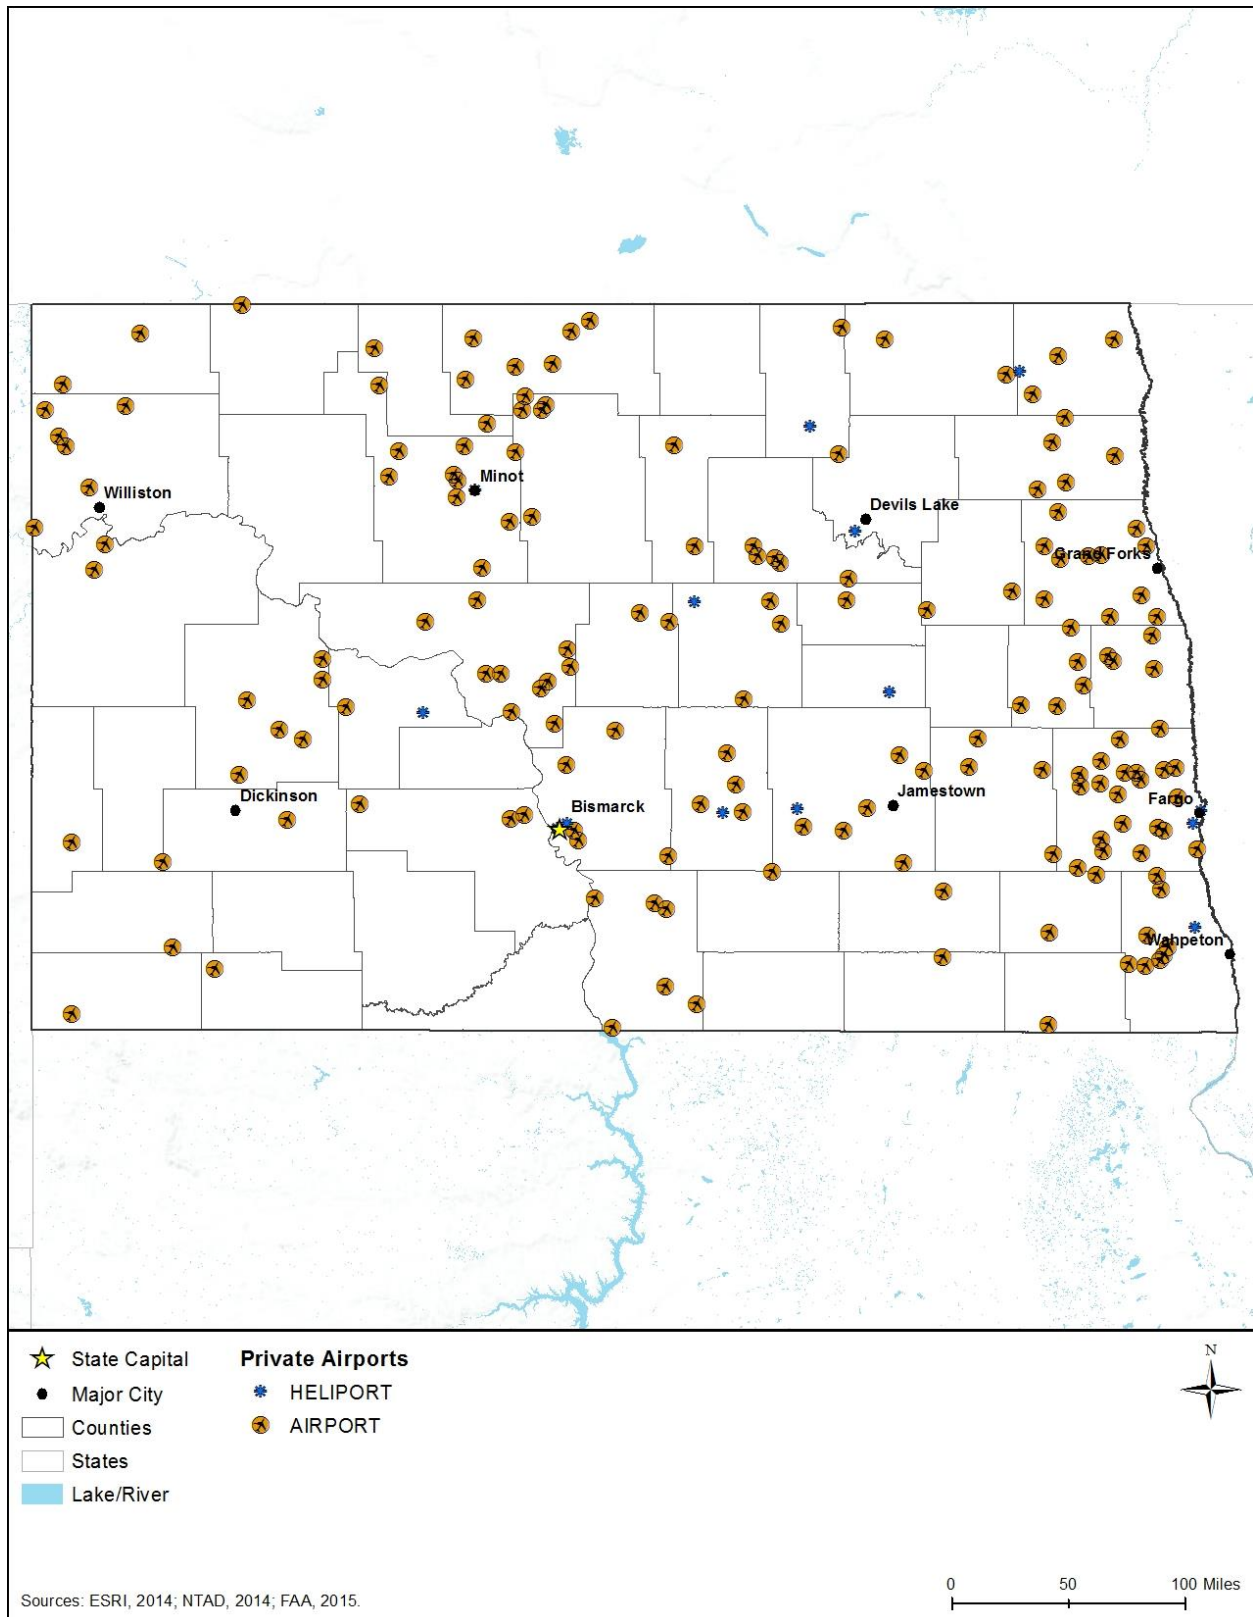 Minot
Williston
Devils Lake
Grand Forks
Dickinson
Bismarck
Jamestown
Fargo
Wahpeton
State Capital
Major City
Counties
States
Lake/River
Private Airports
HELIPORT
AIRPORT
N
0 50 100 Miles
Sources: ESRI, 2014; NTAD, 2014; FAA, 2015.